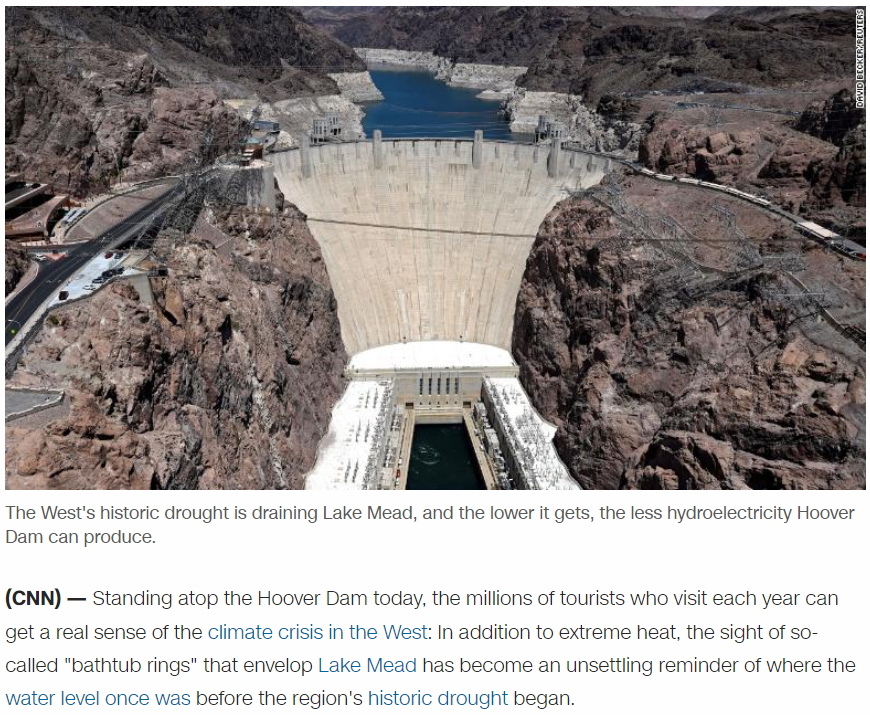 DAVID BECKER/REUTERS
The West's historic drought is draining Lake Mead, and the lower it gets, the less hydroelectricity Hoover
Dam can produce.
(CNN) — Standing atop the Hoover Dam today, the millions of tourists who visit each year can
get a real sense of the climate crisis in the West: In addition to extreme heat, the sight of so-
called "bathtub rings" that envelop Lake Mead has become an unsettling reminder of where the
water level once was before the region's historic drought began.